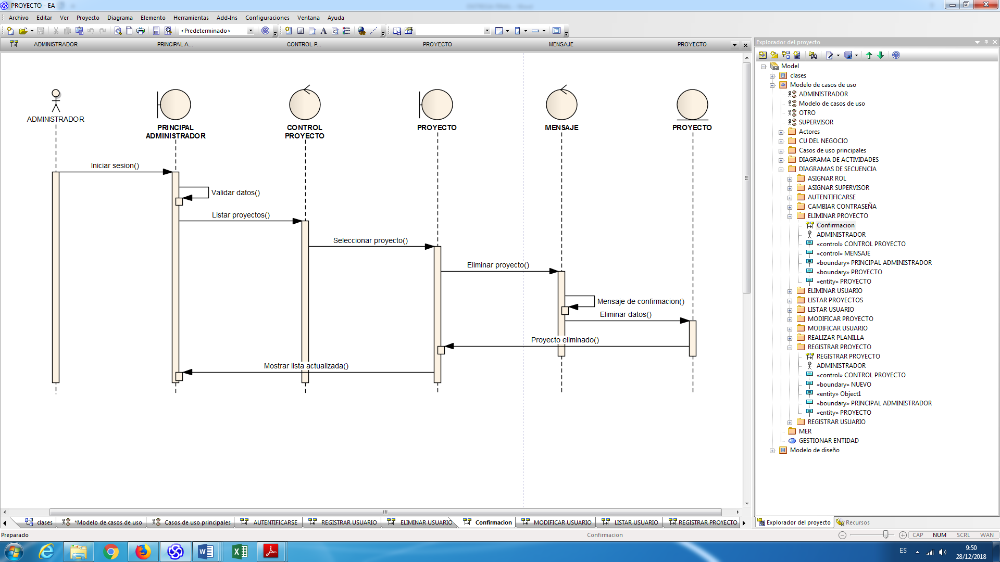 PROYECTO - EA
Archivo Editar Ver Proyecto Diagrama Elemento Herramientas Add-Ins Configuraciones Ventana Ayuda
<Predeterminado>
ADMINISTRADOR PRINCIPAL A... CONTROL P... PROYECTO MENSAJE PROYECTO
ADMINISTRADOR
PRINCIPAL
ADMINISTRADOR
CONTROL
PROYECTO
PROYECTO
MENSAJE
PROYECTO
Iniciar sesion()
Validar datos()
Listar proyectos()
Seleccionar proyecto()
Eliminar proyecto()
Mensaje de confirmacion()
Eliminar datos()
Proyecto eliminado()
Mostrar lista actualizada()
Explorador del proyecto
Model
clases
Modelo de casos de uso
ADMINISTRADOR
Modelo de casos de uso
OTRO
SUPERVISOR
Actores
CU DEL NEGOCIO
Casos de uso principales
DIAGRAMA DE ACTIVIDADES
DIAGRAMAS DE SECUENCIA
ASIGNAR ROL
ASIGNAR SUPERVISOR
AUTENTIFICARSE
CAMBIAR CONTRASEÑA
ELIMINAR PROYECTO
Confirmacion
ADMINISTRADOR
«control» CONTROL PROYECTO
«control» MENSAJE
«boundary» PRINCIPAL ADMINISTRADOR
«boundary» PROYECTO
«entity» PROYECTO
ELIMINAR USUARIO
LISTAR PROYECTOS
LISTAR USUARIO
MODIFICAR PROYECTO
MODIFICAR USUARIO
REALIZAR PLANILLA
REGISTRAR PROYECTO
REGISTRAR PROYECTO
ADMINISTRADOR
«control» CONTROL PROYECTO
«boundary» NUEVO
«entity» Object1
«boundary» PRINCIPAL ADMINISTRADOR
«entity» PROYECTO
REGISTRAR USUARIO
MER
GESTIONAR ENTIDAD
Modelo de diseño
clases *Modelo de casos de uso Casos de uso principales AUTENTIFICARSE REGISTRAR USUARIO ELIMINAR USUARIO Confirmacion MODIFICAR USUARIO LISTAR USUARIO REGISTRAR PROYECTO
Explorador del proyecto Recursos
Preparado Confirmacion CAP NUM SCRL WAN
ES 9:50
28/12/2018